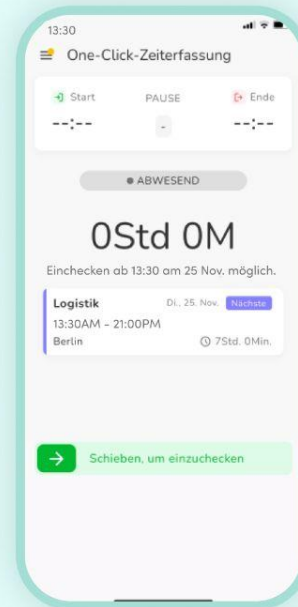 13:30
One-Click-Zeiterfassung
Start PAUSE Ende
--:-- - --:--
ABWESEND
0Std 0M
Einchecken ab 13:30 am 25 Nov. möglich.
Logistik Di., 25. Nov. Nächste
13:30AM - 21:00PM
Berlin 7Std. 0Min.
Schieben, um einzuchecken